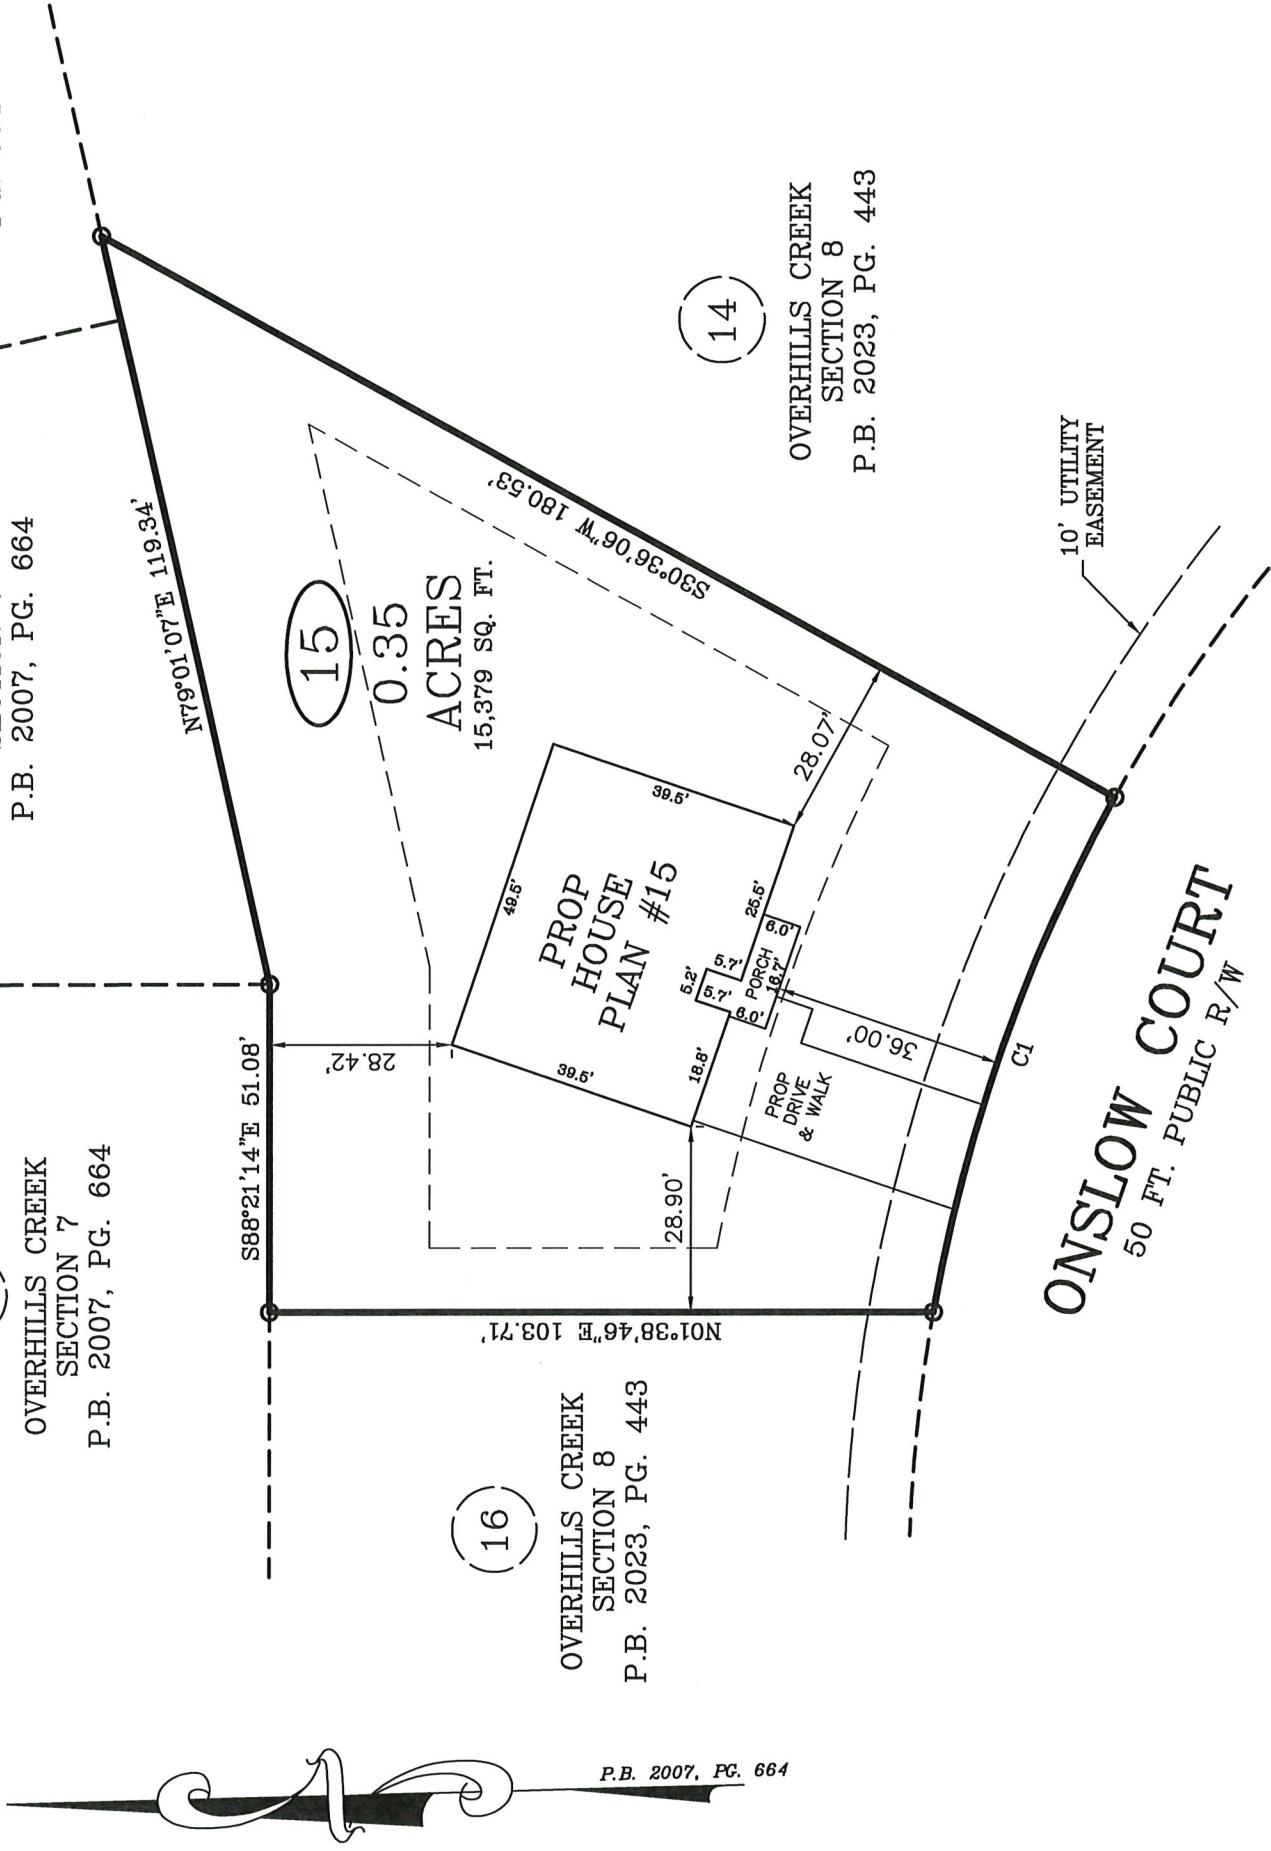 P.B. 2007, PG. 664
OVERHILLS CREEK
SECTION 7
P.B. 2007, PG. 664
N79°01'07"E 119.34'
S88°21'14"E 51.08'
15
0.35
ACRES
15,379 SQ. FT.
S30°36'06"W 180.53'
14
OVERHILLS CREEK
SECTION 8
P.B. 2023, PG. 443
28.42'
49.5'
39.5'
39.5'
PROP
HOUSE
PLAN #15
28.07'
25.5'
6.0'
5.7'
5.2'
5.7'
PORCH
16.7'
6.0'
18.8'
28.90'
36.00'
PROP
DRIVE
& WALK
N01°38'46"E 103.71'
10' UTILITY
EASEMENT
C1
ONSLOW COURT
50 FT. PUBLIC R/W
16
OVERHILLS CREEK
SECTION 8
P.B. 2023, PG. 443
P.B. 2007, PG. 664